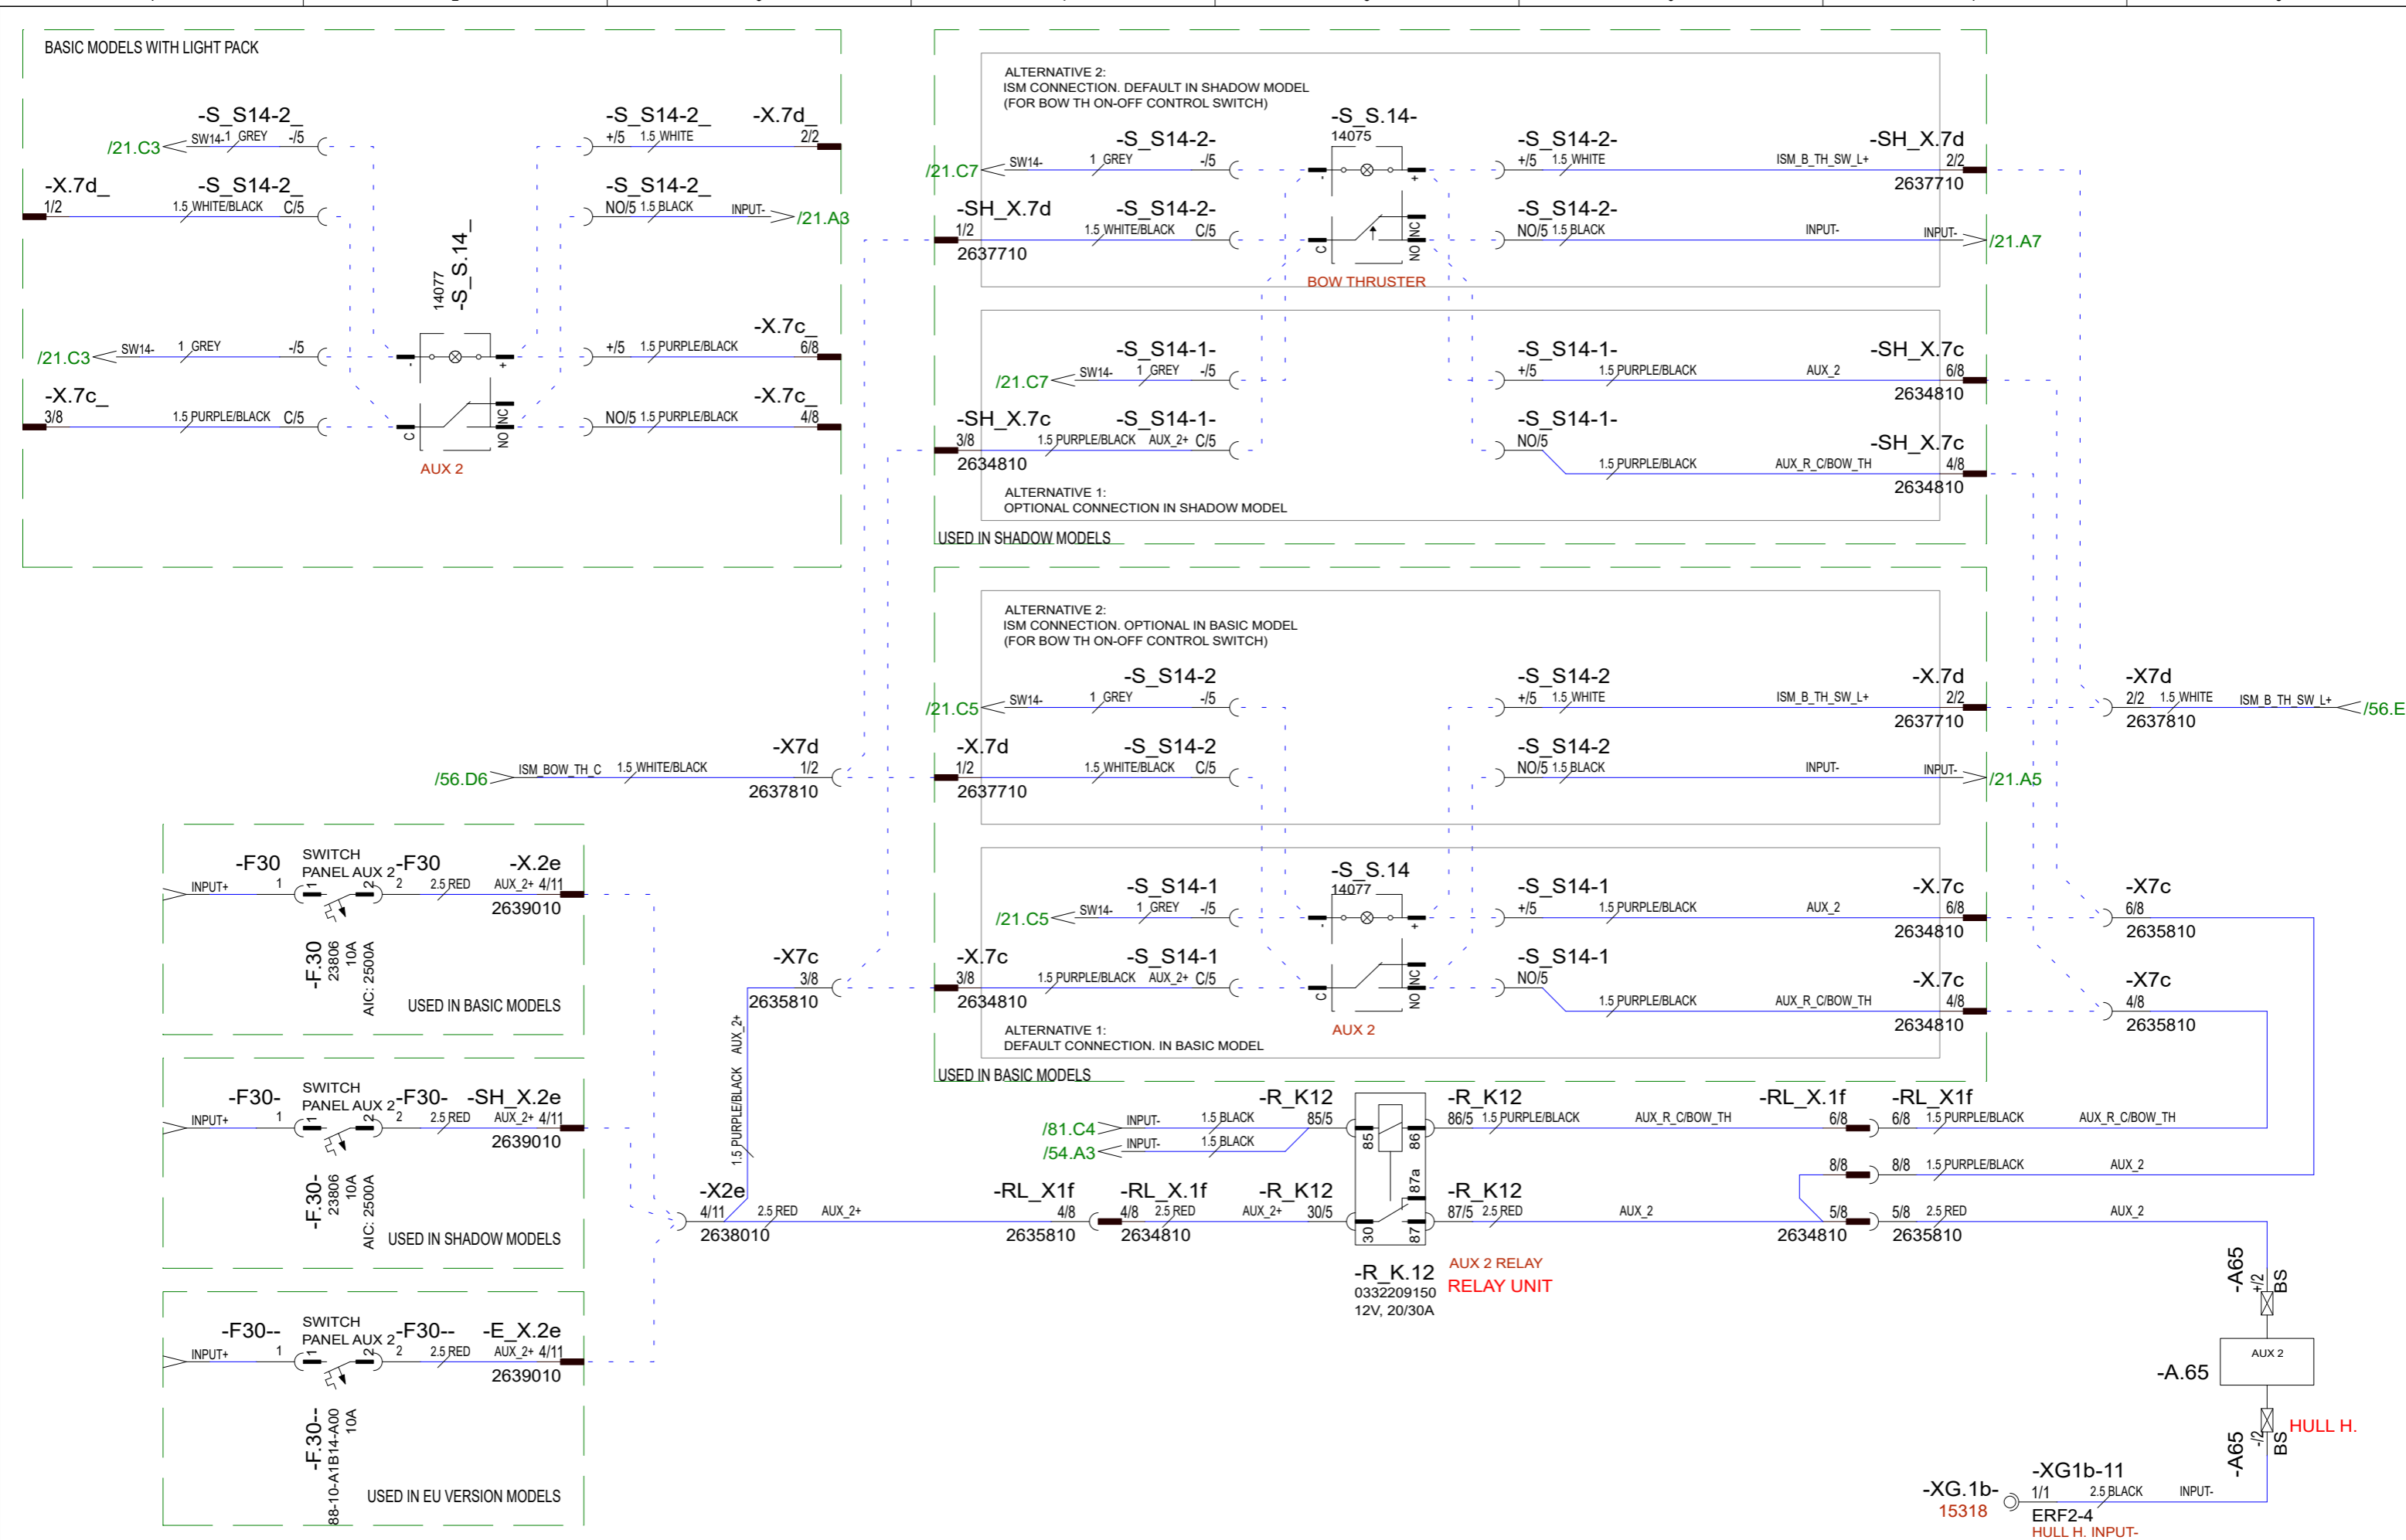 BASIC MODELS WITH LIGHT PACK
-S_S14-2_
/21.C3
SW14-
1 GREY
-/5
-S_S14-2_
+/5
1.5 WHITE
-X.7d_
2/2
-X.7d_
1/2
-S_S14-2_
1.5 WHITE/BLACK
C/5
-S_S14-2_
NO/5
1.5 BLACK
INPUT-
/21.A3
14077
-S_S.14_
/21.C3
SW14-
1 GREY
-/5
-
+
+/5
1.5 PURPLE/BLACK
-X.7c_
6/8
-X.7c_
3/8
1.5 PURPLE/BLACK
C/5
C
NO
NC
NO/5
1.5 PURPLE/BLACK
-X.7c_
4/8
AUX 2
ALTERNATIVE 2:
ISM CONNECTION. DEFAULT IN SHADOW MODEL
(FOR BOW TH ON-OFF CONTROL SWITCH)
-S_S.14-
14075
/21.C7
SW14-
-S_S14-2-
1 GREY
-/5
-
+
-S_S14-2-
+/5
1.5 WHITE
ISM_B_TH_SW_L+
-SH_X.7d
2/2
2637710
-SH_X.7d
1/2
2637710
-S_S14-2-
1.5 WHITE/BLACK
C/5
C
NO
NC
-S_S14-2-
NO/5
1.5 BLACK
INPUT-
INPUT-
/21.A7
BOW THRUSTER
-S_S14-1-
/21.C7
SW14-
1 GREY
-/5
-S_S14-1-
+/5
1.5 PURPLE/BLACK
AUX_2
-SH_X.7c
6/8
2634810
-SH_X.7c
3/8
2634810
-S_S14-1-
1.5 PURPLE/BLACK
AUX_2+
C/5
-S_S14-1-
NO/5
1.5 PURPLE/BLACK
AUX_R_C/BOW_TH
-SH_X.7c
4/8
2634810
ALTERNATIVE 1:
OPTIONAL CONNECTION IN SHADOW MODEL
USED IN SHADOW MODELS
ALTERNATIVE 2:
ISM CONNECTION. OPTIONAL IN BASIC MODEL
(FOR BOW TH ON-OFF CONTROL SWITCH)
/21.C5
SW14-
-S_S14-2
1 GREY
-/5
-S_S14-2
+/5
1.5 WHITE
ISM_B_TH_SW_L+
-X.7d
2/2
2637710
-X7d
2/2
1.5 WHITE
2637810
ISM_B_TH_SW_L+
/56.E
/56.D6
ISM_BOW_TH_C
1.5 WHITE/BLACK
-X7d
1/2
2637810
-X.7d
1/2
2637710
-S_S14-2
1.5 WHITE/BLACK
C/5
-S_S14-2
NO/5
1.5 BLACK
INPUT-
INPUT-
/21.A5
-S_S.14
14077
/21.C5
SW14-
-S_S14-1
1 GREY
-/5
-
+
-S_S14-1
+/5
1.5 PURPLE/BLACK
AUX_2
-X.7c
6/8
2634810
-X7c
6/8
2635810
-X7c
3/8
2635810
-X.7c
3/8
2634810
-S_S14-1
1.5 PURPLE/BLACK
AUX_2+
C/5
C
NO
NC
-S_S14-1
NO/5
1.5 PURPLE/BLACK
AUX_R_C/BOW_TH
-X.7c
4/8
2634810
-X7c
4/8
2635810
AUX 2
ALTERNATIVE 1:
DEFAULT CONNECTION. IN BASIC MODEL
USED IN BASIC MODELS
INPUT+
-F30
1
SWITCH
PANEL AUX 2
1
2
-F30
2
2.5 RED
-X.2e
AUX_2+ 4/11
2639010
-F.30
23806
10A
AIC: 2500A
USED IN BASIC MODELS
INPUT+
-F30-
1
SWITCH
PANEL AUX 2
1
2
-F30-
2
2.5 RED
-SH_X.2e
AUX_2+ 4/11
2639010
-F.30-
23806
10A
AIC: 2500A
USED IN SHADOW MODELS
INPUT+
-F30--
1
SWITCH
PANEL AUX 2
1
2
-F30--
2
2.5 RED
-E_X.2e
AUX_2+ 4/11
2639010
-F.30--
88-10-A1B14-A00
10A
USED IN EU VERSION MODELS
1.5 PURPLE/BLACK AUX_2+
-X2e
4/11
2638010
2.5 RED
AUX_2+
-RL_X1f
4/8
2635810
-RL_X.1f
4/8
2634810
2.5 RED
AUX_2+
-R_K12
30/5
/81.C4
INPUT-
1.5 BLACK
-R_K12
85/5
/54.A3
INPUT-
1.5 BLACK
85
86
87a
30
87
-R_K12
86/5
1.5 PURPLE/BLACK
AUX_R_C/BOW_TH
-RL_X.1f
6/8
-RL_X1f
6/8
1.5 PURPLE/BLACK
AUX_R_C/BOW_TH
8/8
8/8
1.5 PURPLE/BLACK
AUX_2
-R_K12
87/5
2.5 RED
AUX_2
5/8
2634810
5/8
2635810
2.5 RED
AUX_2
-R_K.12
0332209150
12V, 20/30A
AUX 2 RELAY
RELAY UNIT
-A65
+/2
BS
AUX 2
-A.65
-A65
-/2
BS
HULL H.
-XG.1b-
15318
-XG1b-11
1/1
2.5 BLACK
INPUT-
ERF2-4
HULL H. INPUT-